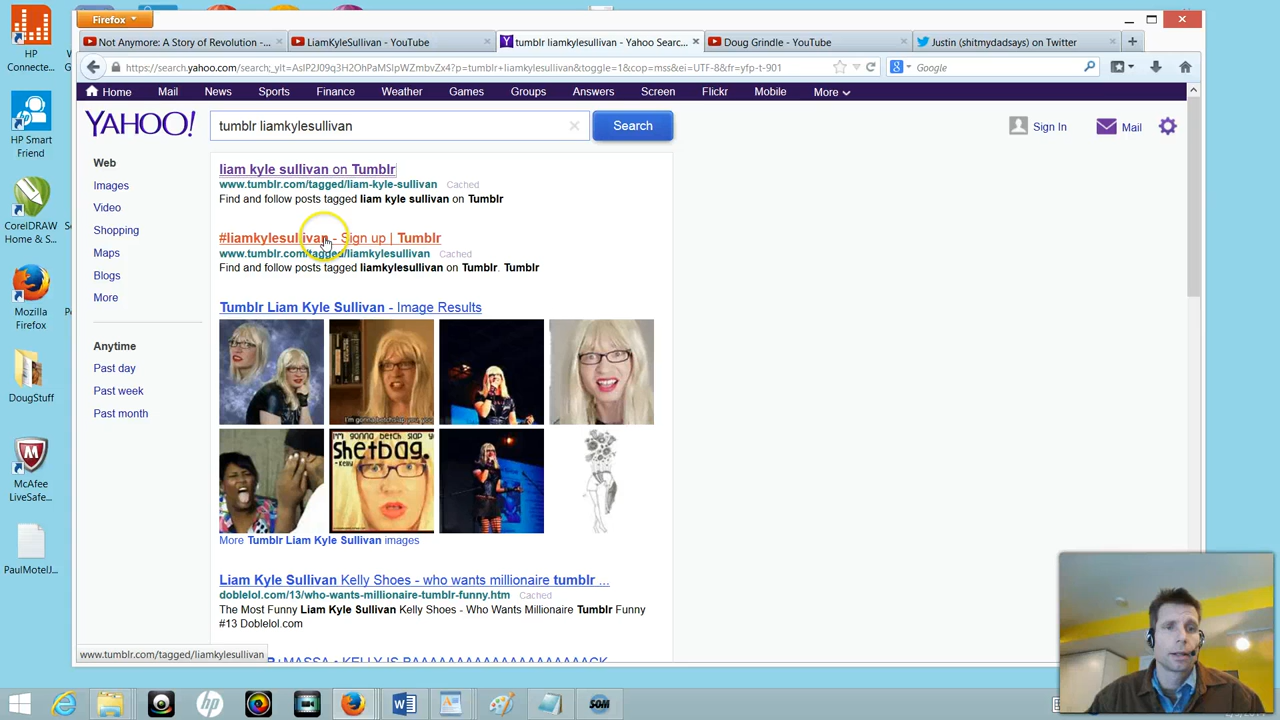 HP
Connecte...
HP Smart
Friend
CorelDRAW
Home & S...
Mozilla
Firefox
DougStuff
McAfee
LiveSafe...
PaulMotelJ...
Firefox
Not Anymore: A Story of Revolution -...
LiamKyleSullivan - YouTube
tumblr liamkylesullivan - Yahoo Searc...
Doug Grindle - YouTube
Justin (shitmydadsays) on Twitter
https://search.yahoo.com/search;_ylt=AsIP2J09q3H2OhPaMSIpWZmbvZx4?p=tumblr+liamkylesullivan&toggle=1&cop=mss&ei=UTF-8&fr=yfp-t-901
Google
Home Mail News Sports Finance Weather Games Groups Answers Screen Flickr Mobile More
YAHOO!
tumblr liamkylesullivan
Search
Sign In
Mail
Web
Images
Video
Shopping
Maps
Blogs
More
Anytime
Past day
Past week
Past month
liam kyle sullivan on Tumblr
www.tumblr.com/tagged/liam-kyle-sullivan Cached
Find and follow posts tagged liam kyle sullivan on Tumblr
#liamkylesullivan - Sign up | Tumblr
www.tumblr.com/tagged/liamkylesullivan Cached
Find and follow posts tagged liamkylesullivan on Tumblr. Tumblr
Tumblr Liam Kyle Sullivan - Image Results
I'm gonna betch slap
shetbag.
- Kelly
More Tumblr Liam Kyle Sullivan images
Liam Kyle Sullivan Kelly Shoes - who wants millionaire tumblr ...
doblelol.com/13/who-wants-millionaire-tumblr-funny.htm Cached
The Most Funny Liam Kyle Sullivan Kelly Shoes - Who Wants Millionaire Tumblr Funny
#13 Doblelol.com
www.tumblr.com/tagged/liamkylesullivan
hp
SOM